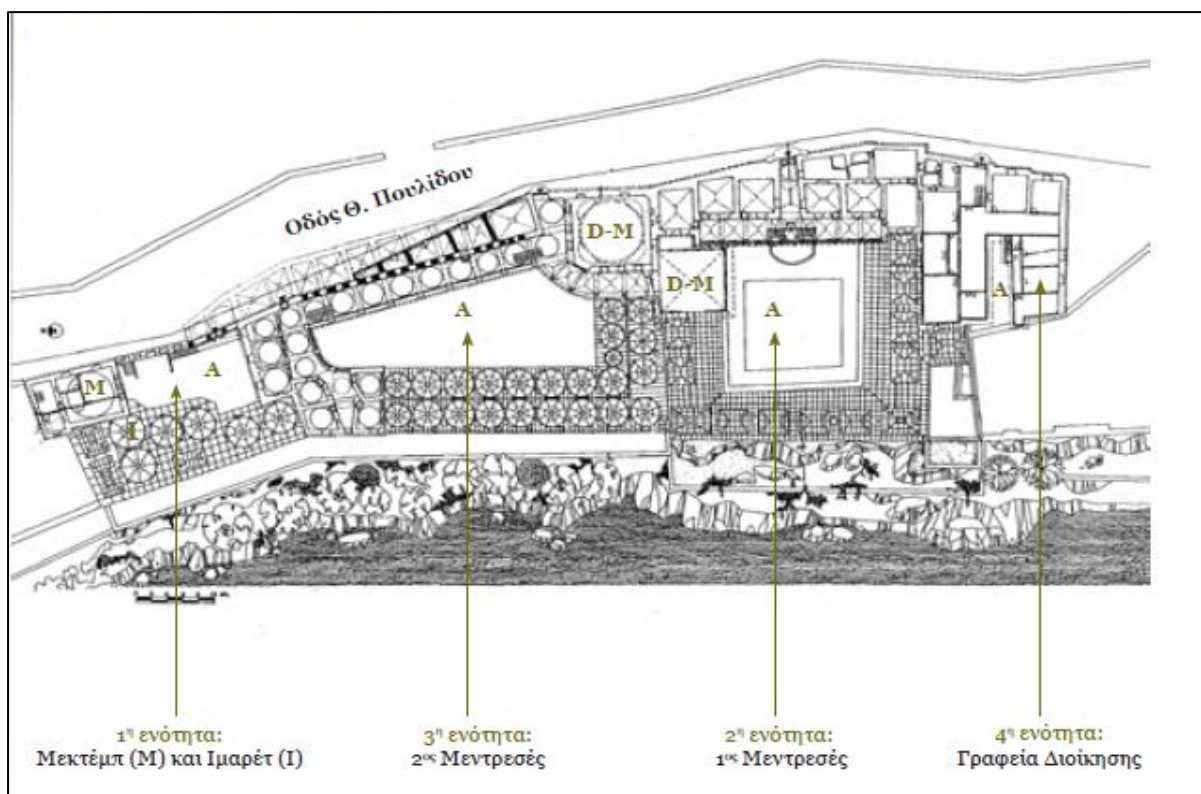 Οδός Θ. Πουλίδου
D-M
D-M
A
A
A
A
M
I
1η ενότητα:
Μεκτέμπ (Μ) και Ιμαρέτ (Ι)
3η ενότητα:
2ος Μεντρεσές
2η ενότητα:
1ος Μεντρεσές
4η ενότητα:
Γραφεία Διοίκησης